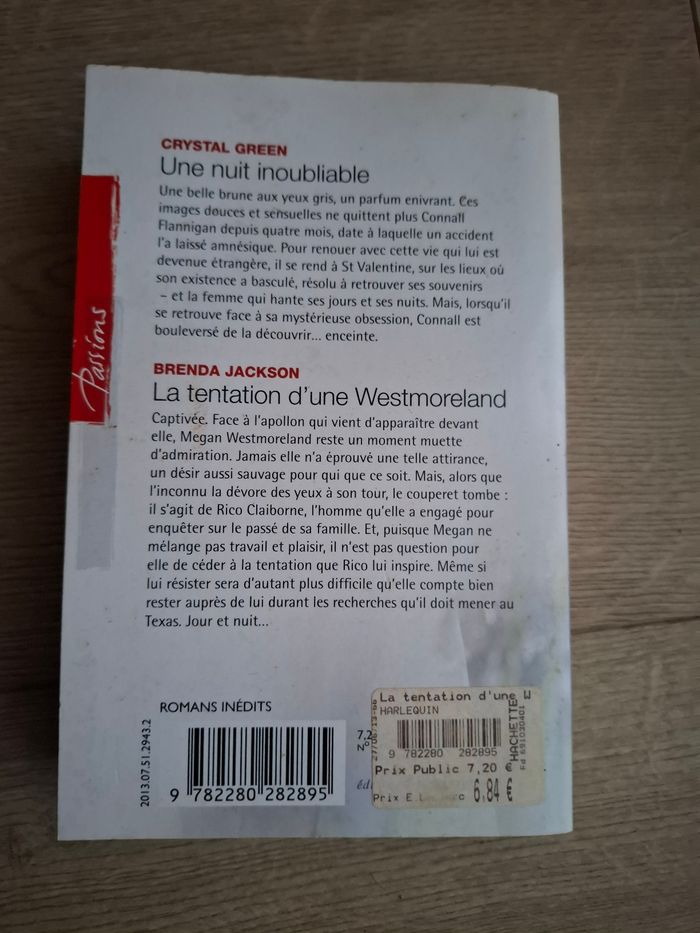 CRYSTAL GREEN
Une nuit inoubliable
Une belle brune aux yeux gris, un parfum enivrant. Ces
images douces et sensuelles ne quittent plus Connall
Flannigan depuis quatre mois, date à laquelle un accident
l'a laissé amnésique. Pour renouer avec cette vie qui lui est
devenue étrangère, il se rend à St Valentine, sur les lieux où
son existence a basculé, résolu à retrouver ses souvenirs
– et la femme qui hante ses jours et ses nuits. Mais, lorsqu'il
se retrouve face à sa mystérieuse obsession, Connall est
bouleversé de la découvrir... enceinte.
Passions
BRENDA JACKSON
La tentation d'une Westmoreland
Captivée. Face à l'apollon qui vient d'apparaître devant
elle, Megan Westmoreland reste un moment muette
d'admiration. Jamais elle n'a éprouvé une telle attirance,
un désir aussi sauvage pour qui que ce soit. Mais, alors que
l'inconnu la dévore des yeux à son tour, le couperet tombe :
il s'agit de Rico Claiborne, l'homme qu'elle a engagé pour
enquêter sur le passé de sa famille. Et, puisque Megan ne
mélange pas travail et plaisir, il n'est pas question pour
elle de céder à la tentation que Rico lui inspire. Même si
lui résister sera d'autant plus difficile qu'elle compte bien
rester auprès de lui durant les recherches qu'il doit mener au
Texas. Jour et nuit...
ROMANS INÉDITS
2013.07.51.2943.2
9 782280 282895
7,2
N°
édi
La tentation d'une W
HARLEQUIN
9 782280 282895
HACHETTE
Prix Public 7,20 €
Prix E. 6.84 €